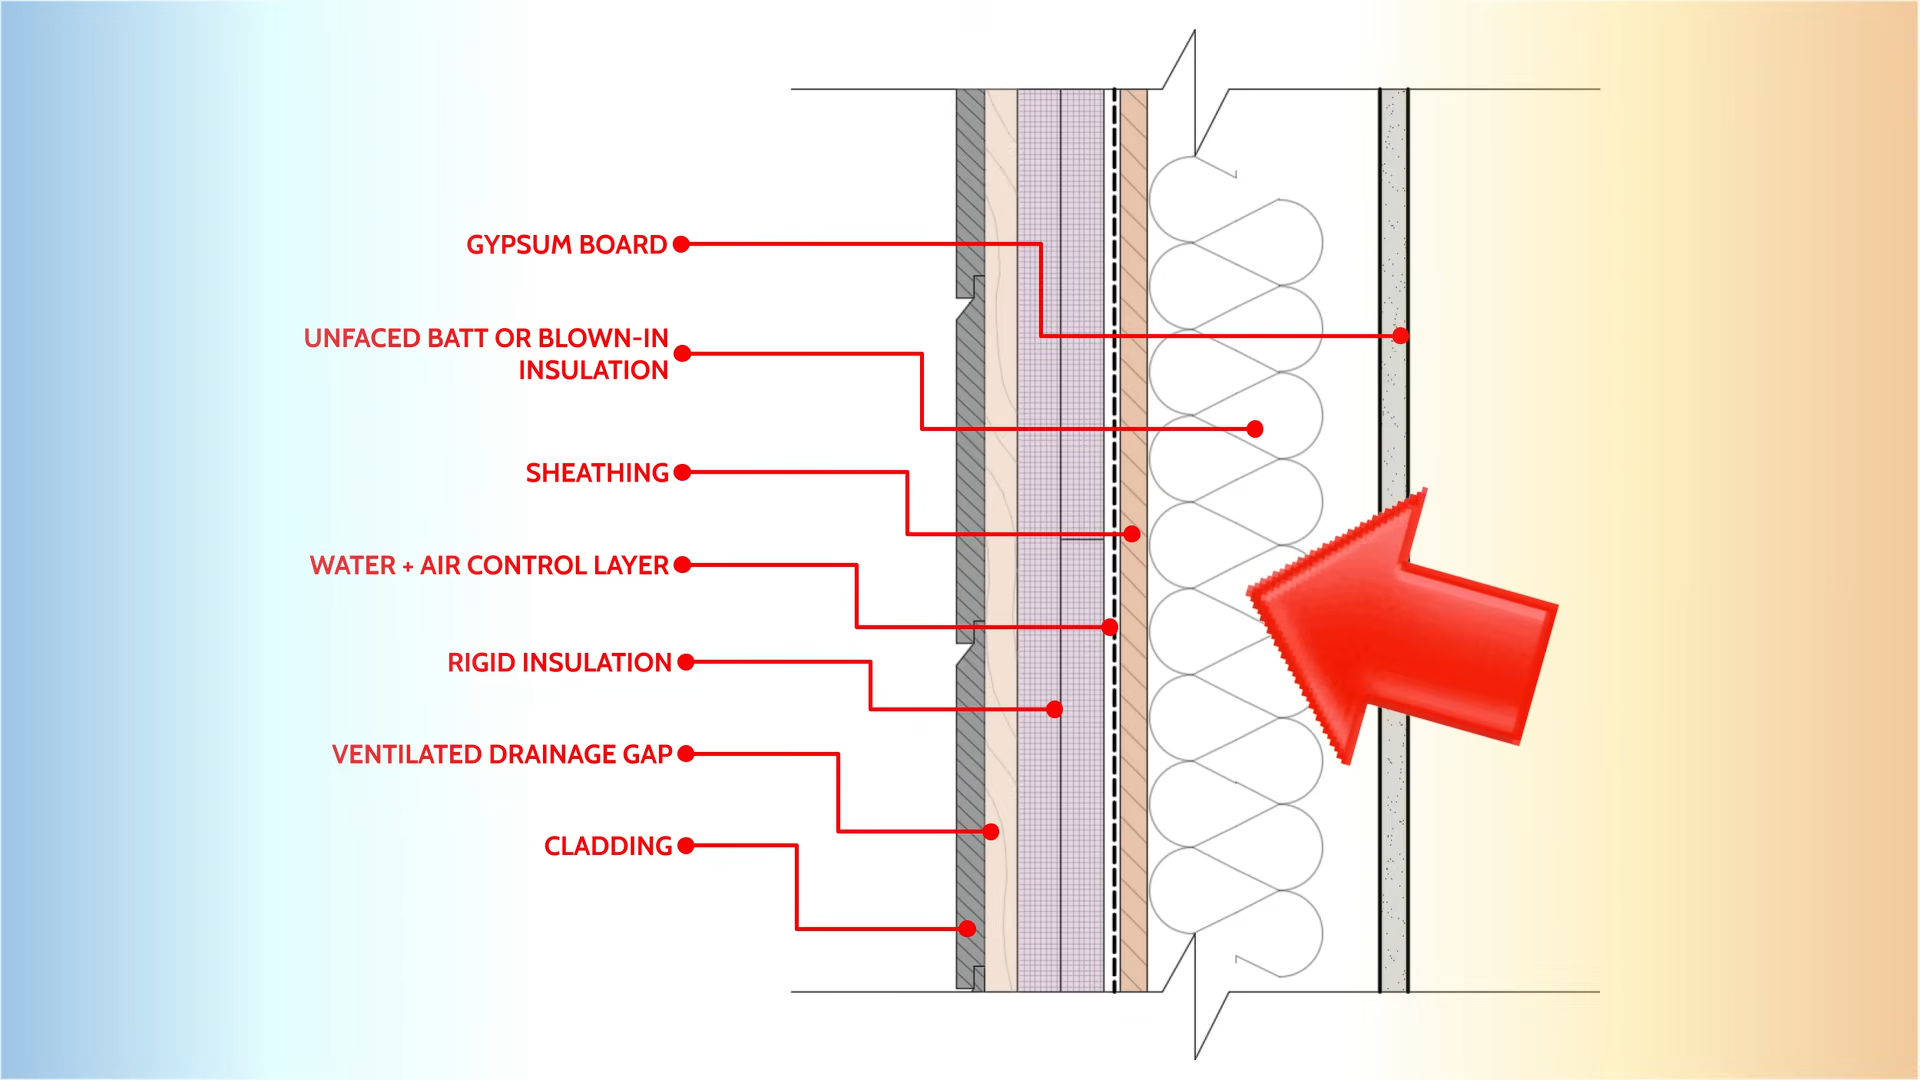 GYPSUM BOARD
UNFACED BATT OR BLOWN-IN
INSULATION
SHEATHING
WATER + AIR CONTROL LAYER
RIGID INSULATION
VENTILATED DRAINAGE GAP
CLADDING